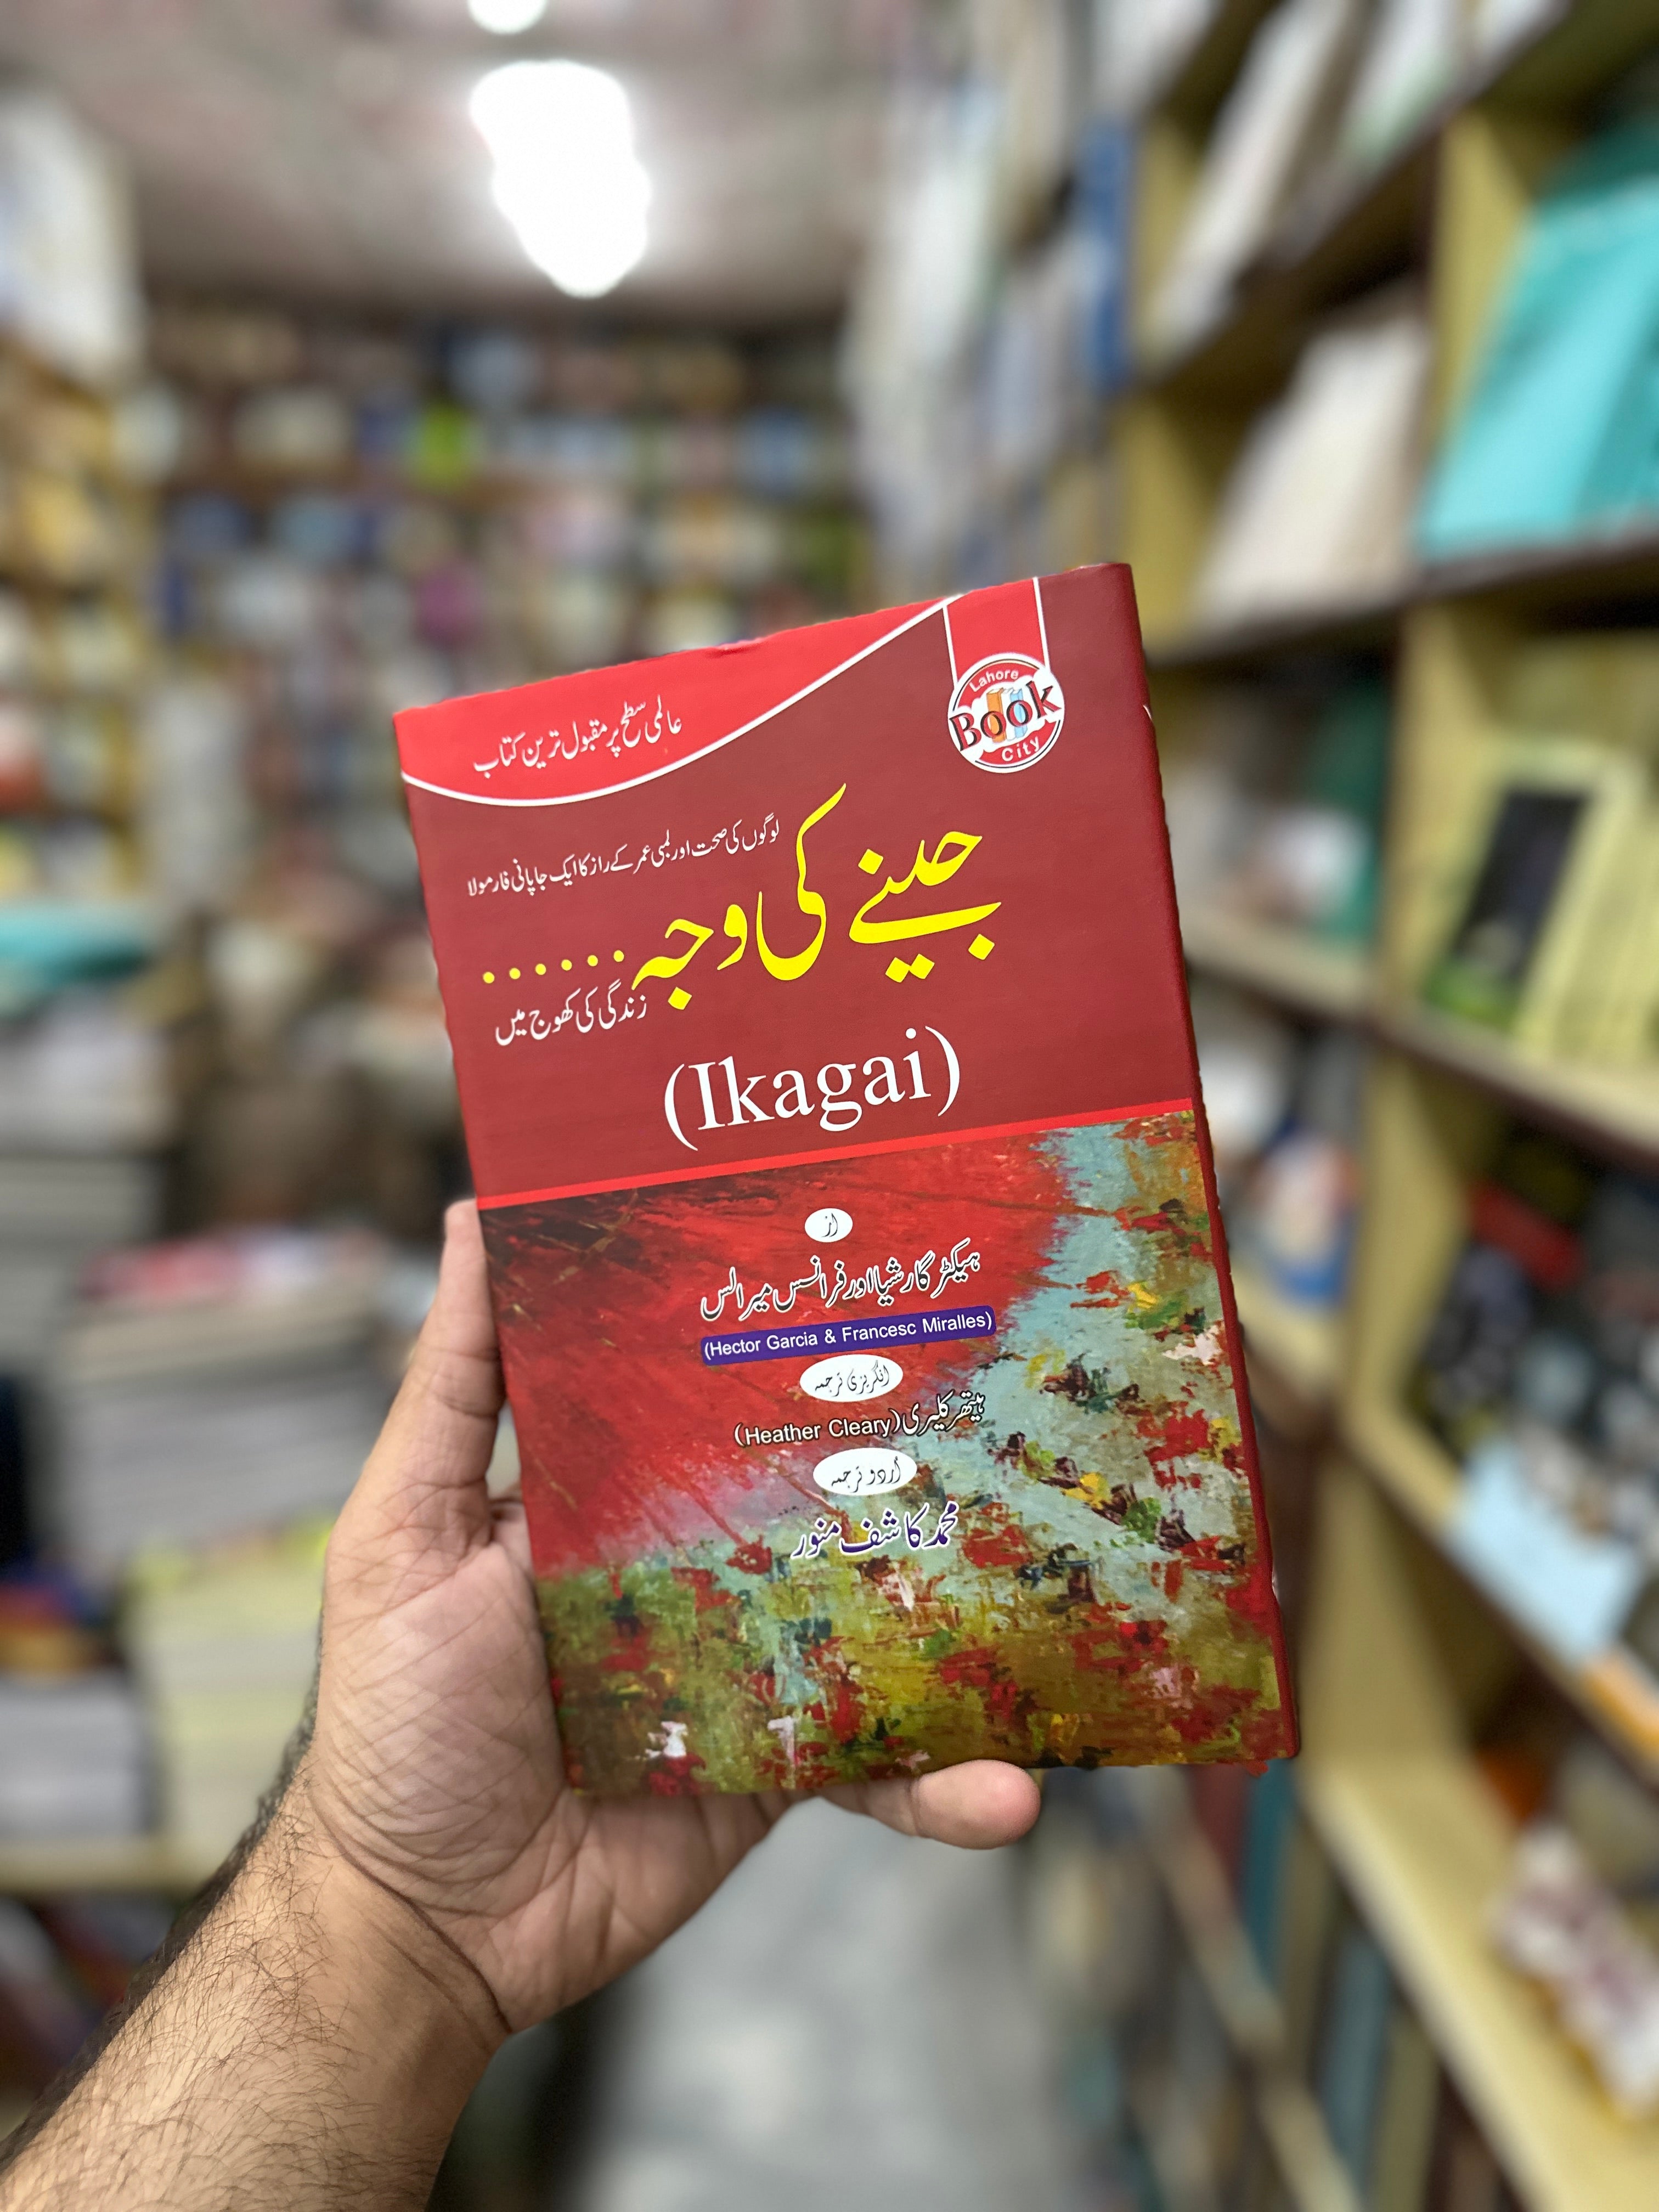 عالمی سطح پر مقبول ترین کتاب
Lahore
Book
City
لوگوں کی صحت اور لمبی عمر کے راز کا ایک جاپانی فارمولا
جینے کی وجہ ......
زندگی کی کھوج میں
(Ikagai)
از
ہیکٹر گارشیا اور فرانسس میرالس
(Hector Garcia & Francesc Miralles)
انگریزی ترجمہ
ہیتھر کلیری (Heather Cleary)
اُردو ترجمہ
محمد کاشف منور